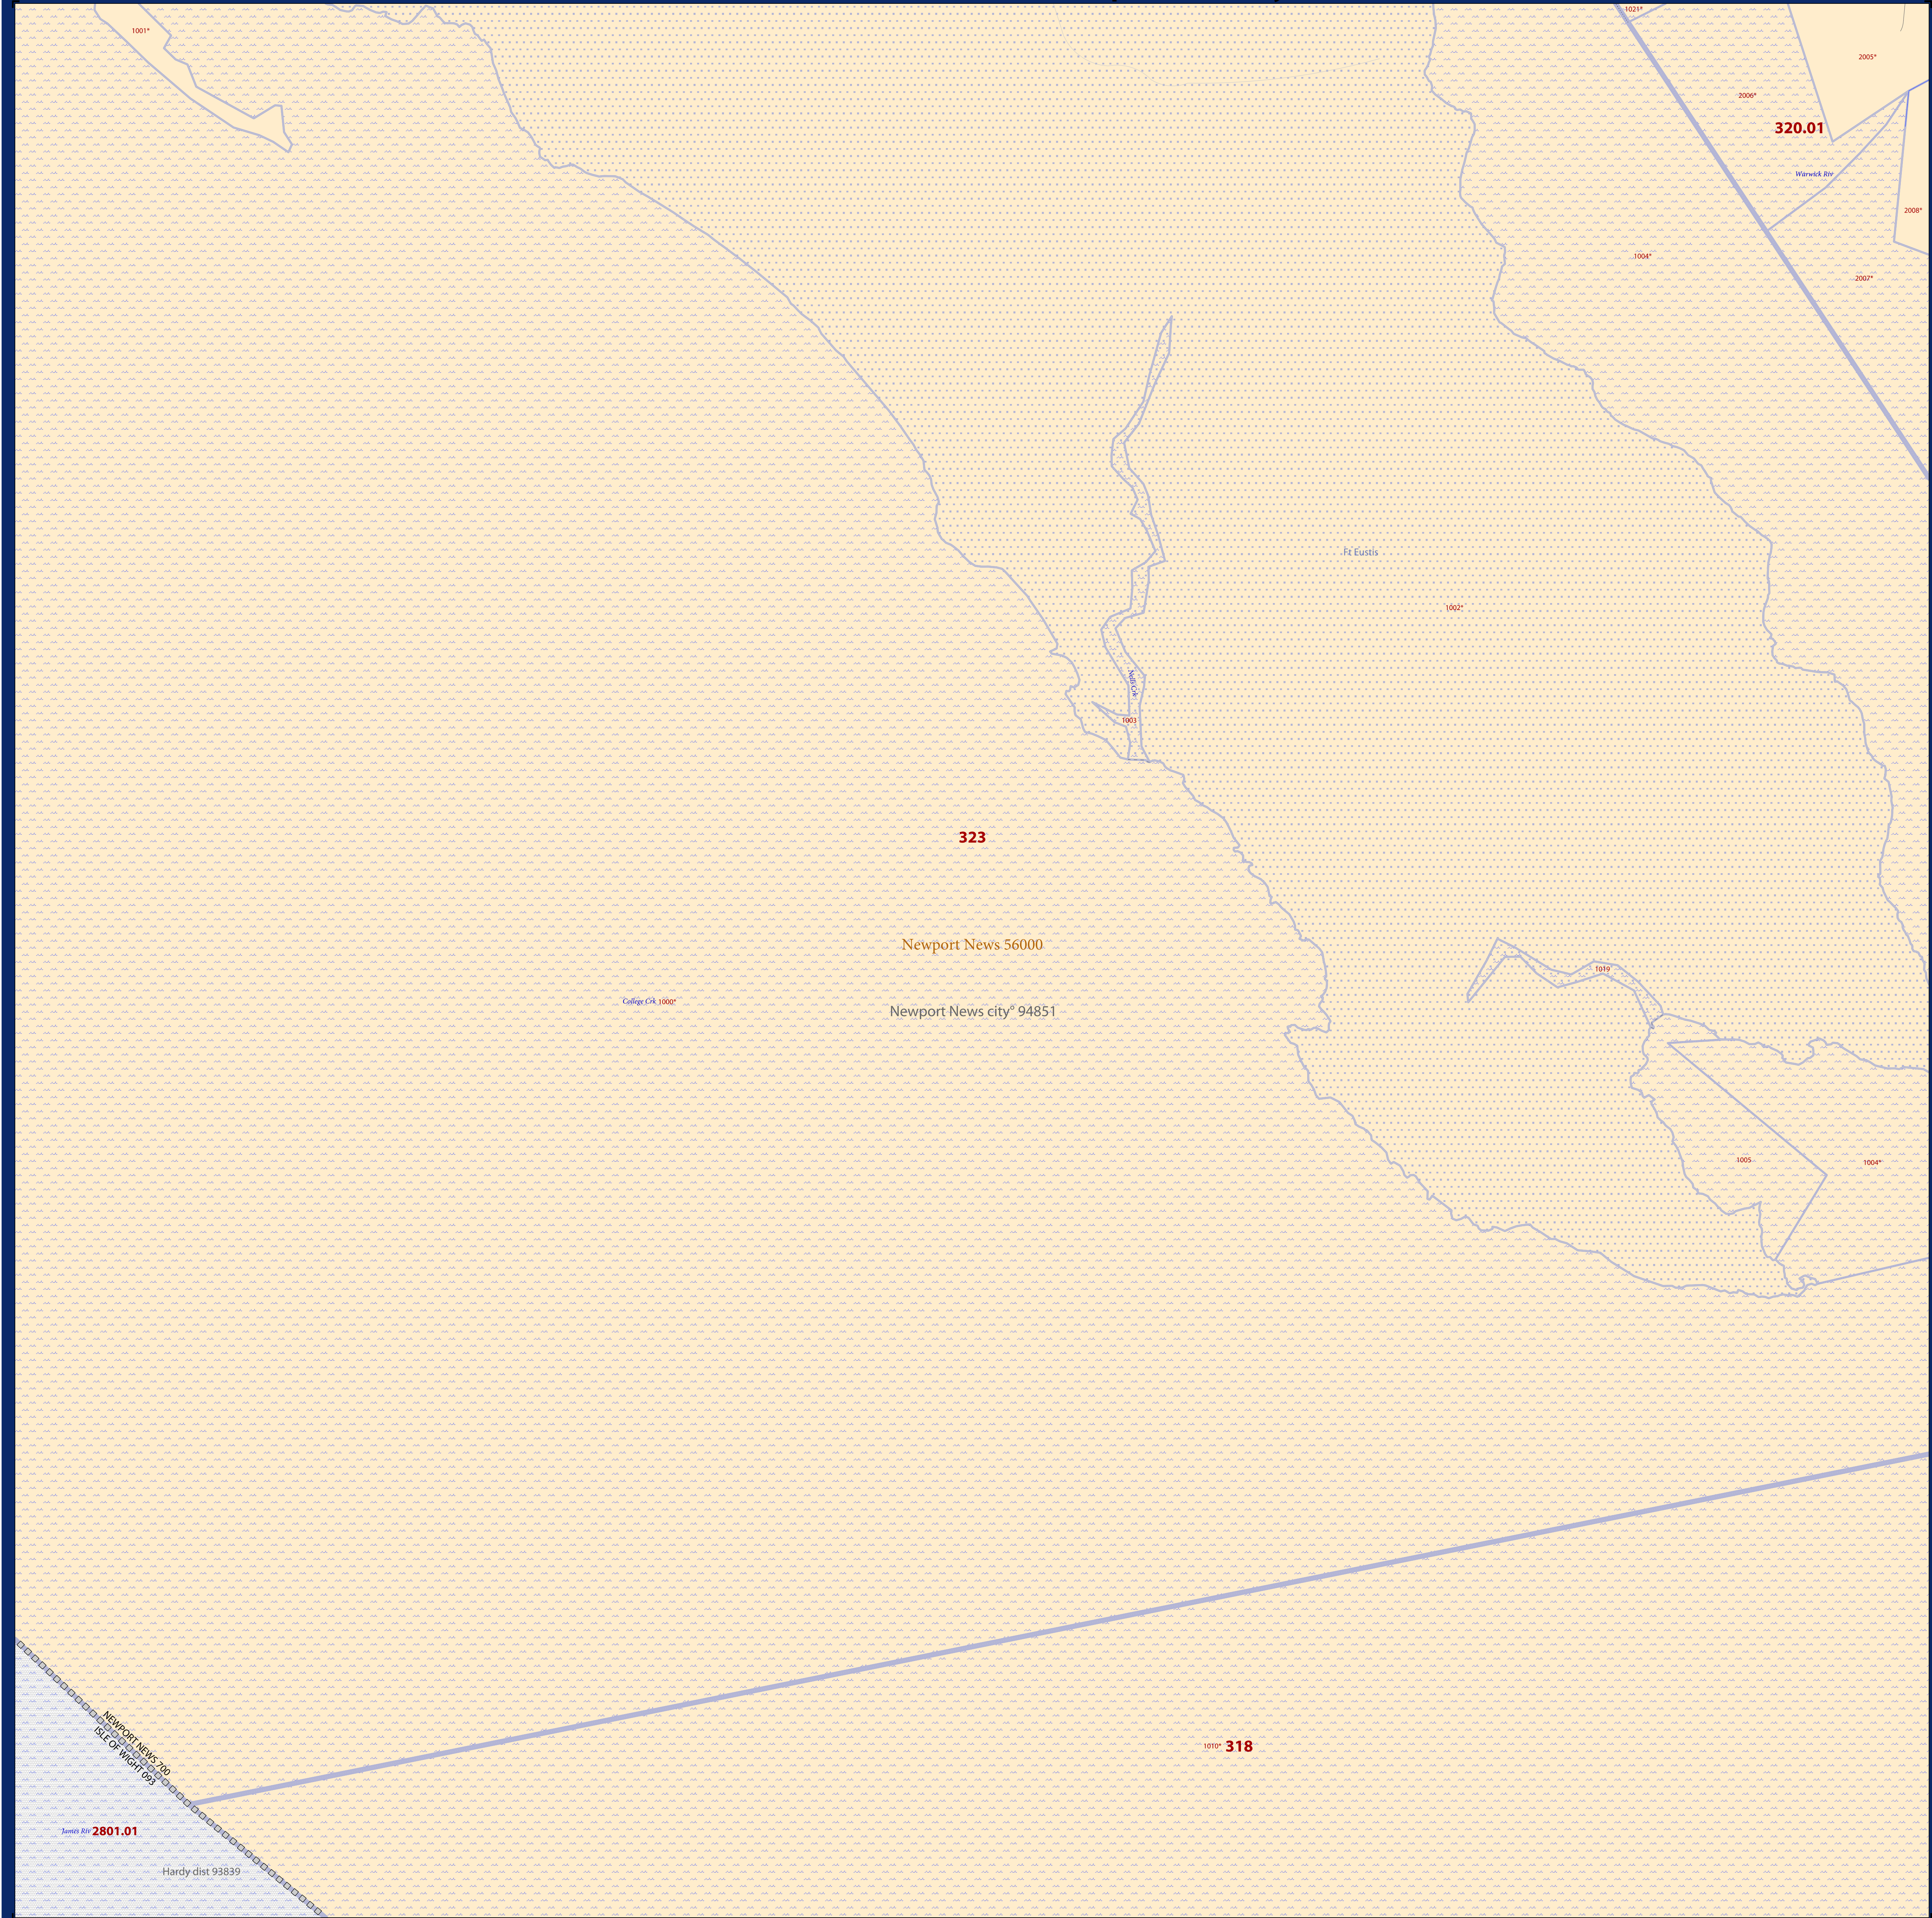 1021°
1001°
2005°
2006°
320.01
Warwick Riv
2008°
1004°
2007°
Ft Eustis
1002°
Nells Crk
1003
323
Newport News 56000
1019
College Crk 1000°
Newport News city° 94851
1005
1004°
NEWPORT NEWS 700
ISLE OF WIGHT 093
1010° 318
James Riv 2801.01
Hardy dist 93839